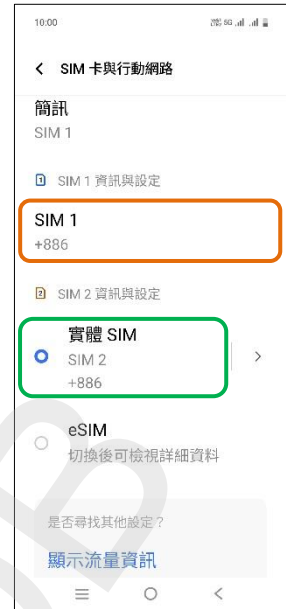 10:00
5G
SIM 卡與行動網路
簡訊
SIM 1
1 SIM 1 資訊與設定
SIM 1
+886
2 SIM 2 資訊與設定
實體 SIM
SIM 2
+886
eSIM
切換後可檢視詳細資料
是否尋找其他設定？
顯示流量資訊